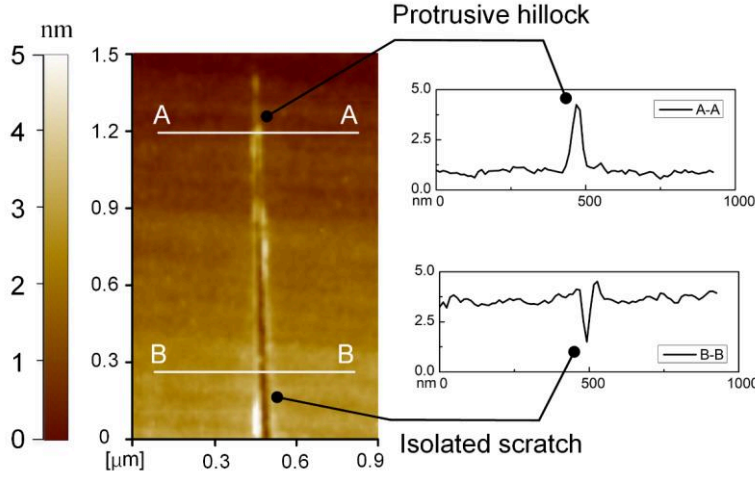 nm
5
4
3
2
1
0
1.5
1.2
0.9
0.6
0.3
0
[μm]
0.3
0.6
0.9
A
A
B
B
Protrusive hillock
5.0
2.5
0.0
nm 0
500
1000
A-A
5.0
2.5
0
nm 0
500
1000
B-B
Isolated scratch